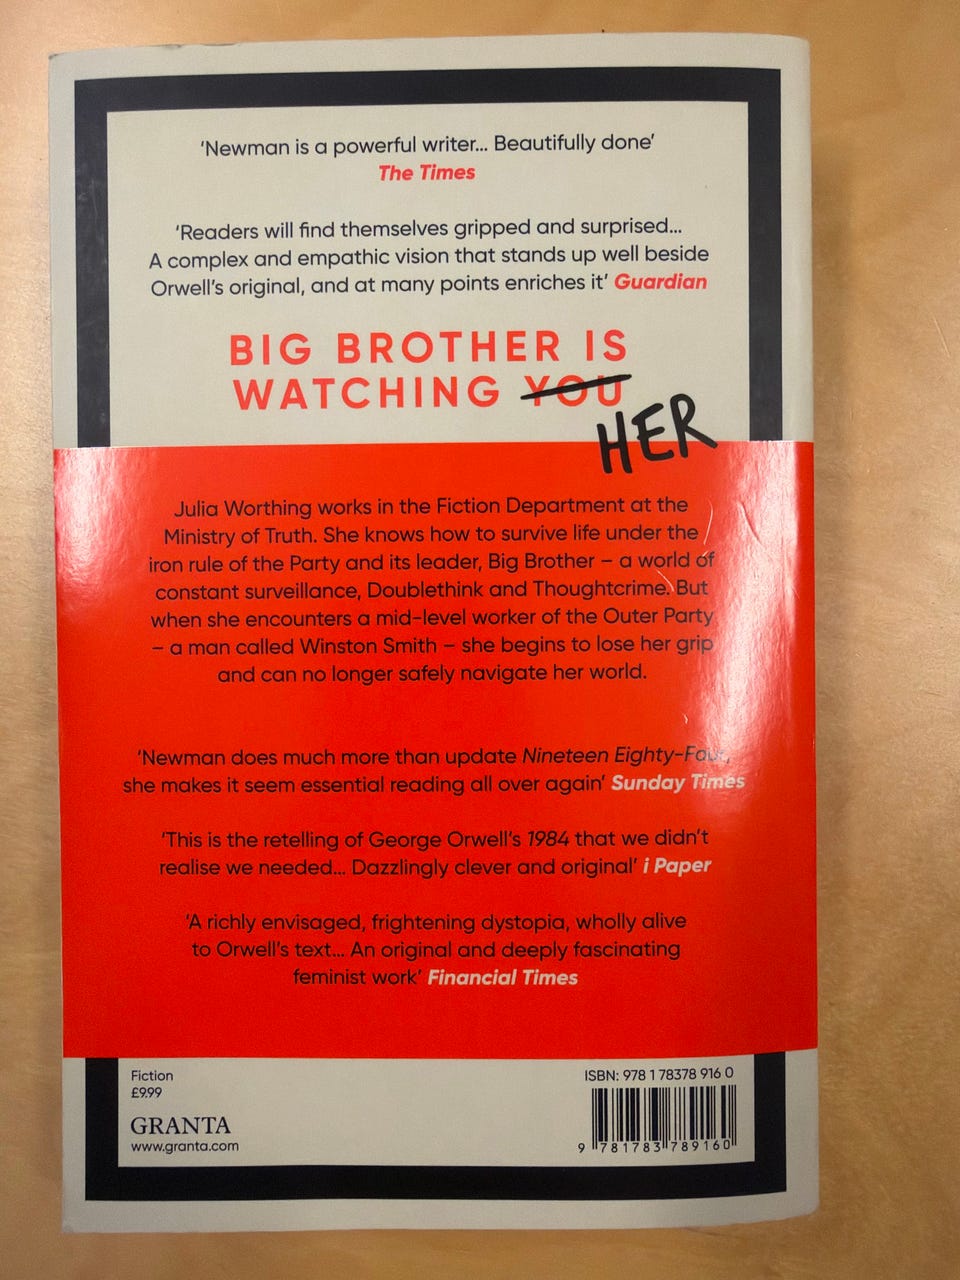 ‘Newman is a powerful writer... Beautifully done’
The Times
‘Readers will find themselves gripped and surprised...
A complex and empathic vision that stands up well beside
Orwell’s original, and at many points enriches it’ Guardian
BIG BROTHER IS
WATCHING YOU
HER
Julia Worthing works in the Fiction Department at the
Ministry of Truth. She knows how to survive life under the
iron rule of the Party and its leader, Big Brother – a world of
constant surveillance, Doublethink and Thoughtcrime. But
when she encounters a mid-level worker of the Outer Party
– a man called Winston Smith – she begins to lose her grip
and can no longer safely navigate her world.
‘Newman does much more than update Nineteen Eighty-Four,
she makes it seem essential reading all over again’ Sunday Times
‘This is the retelling of George Orwell’s 1984 that we didn’t
realise we needed... Dazzlingly clever and original’ i Paper
‘A richly envisaged, frightening dystopia, wholly alive
to Orwell’s text... An original and deeply fascinating
feminist work’ Financial Times
Fiction
£9.99
GRANTA
www.granta.com
ISBN: 978 1 78378 916 0
9 781783 789160